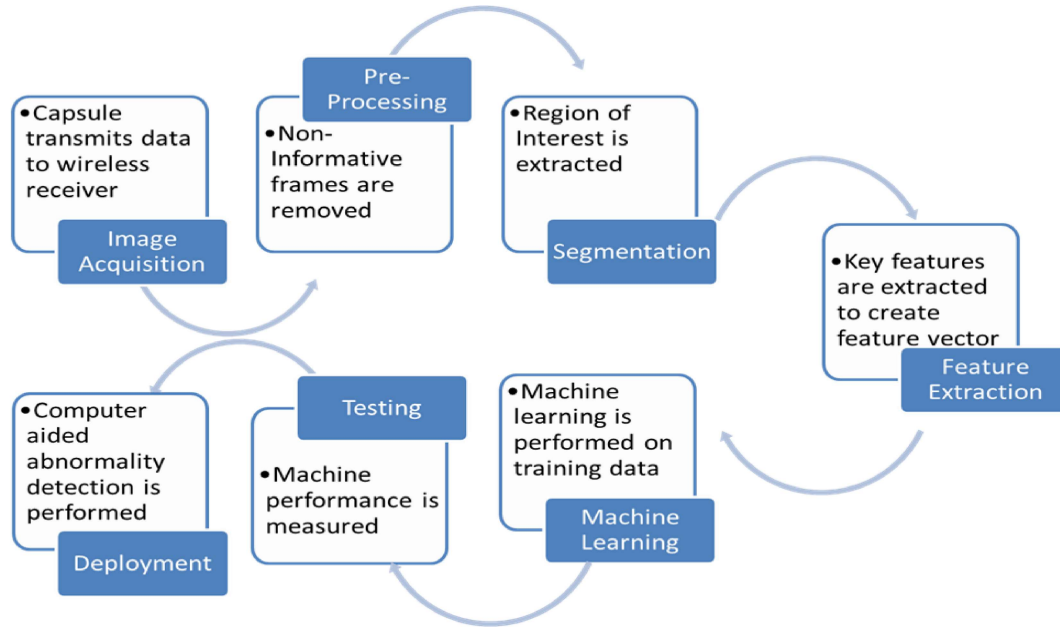 •Capsule
transmits data
to wireless
receiver
Image
Acquisition
Pre-
Processing
•Non-
Informative
frames are
removed
•Region of
Interest is
extracted
Segmentation
•Key features
are extracted
to create
feature vector
Feature
Extraction
•Machine
learning is
performed on
training data
Machine
Learning
Testing
•Machine
performance is
measured
•Computer
aided
abnormality
detection is
performed
Deployment